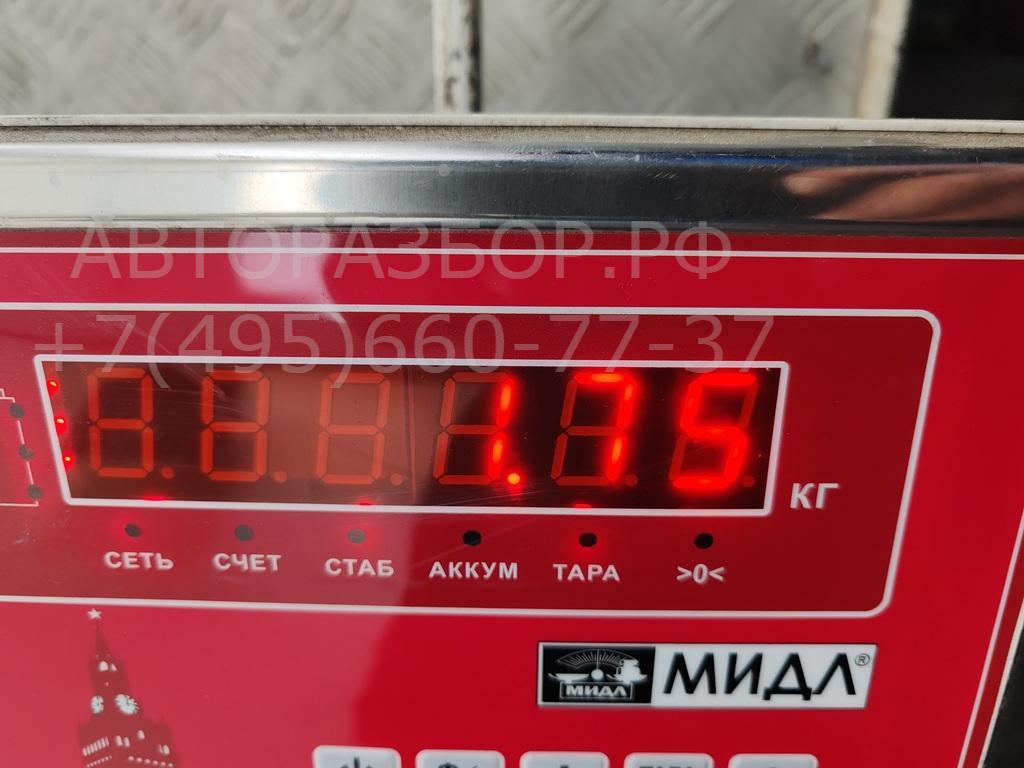 АВТОРАЗБОР.РФ
+7(495)660-77-37
1.75
КГ
СЕТЬ СЧЕТ СТАБ АККУМ ТАРА >0<
МИДЛ МИДЛ®